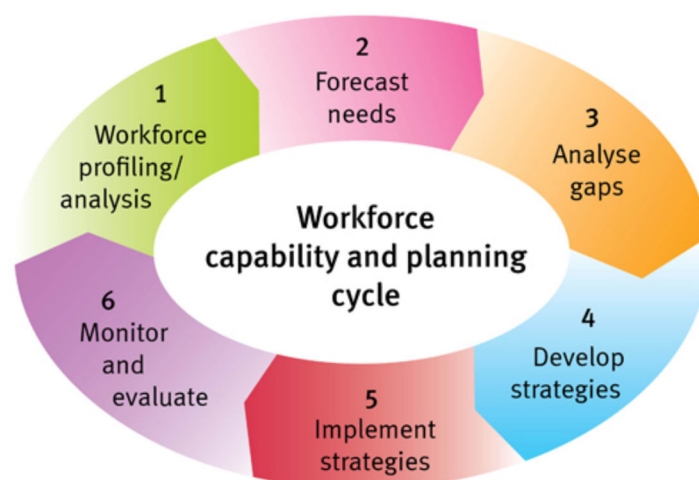 1
Workforce
profiling/
analysis
2
Forecast
needs
3
Analyse
gaps
4
Develop
strategies
5
Implement
strategies
6
Monitor
and
evaluate
Workforce
capability and planning
cycle